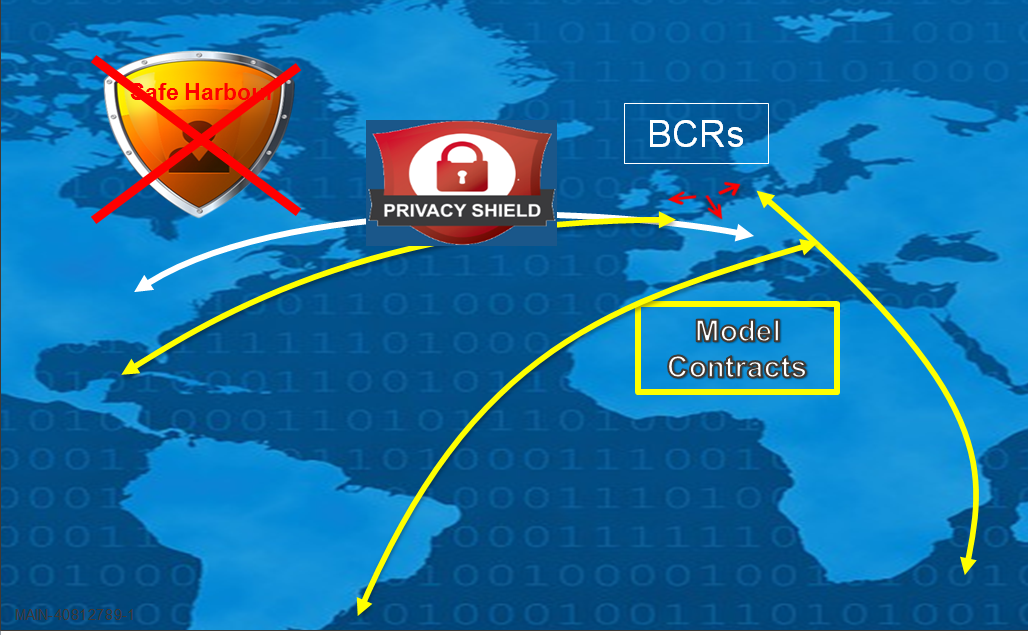 Safe Harbour
BCRs
PRIVACY SHIELD
Model
Contracts